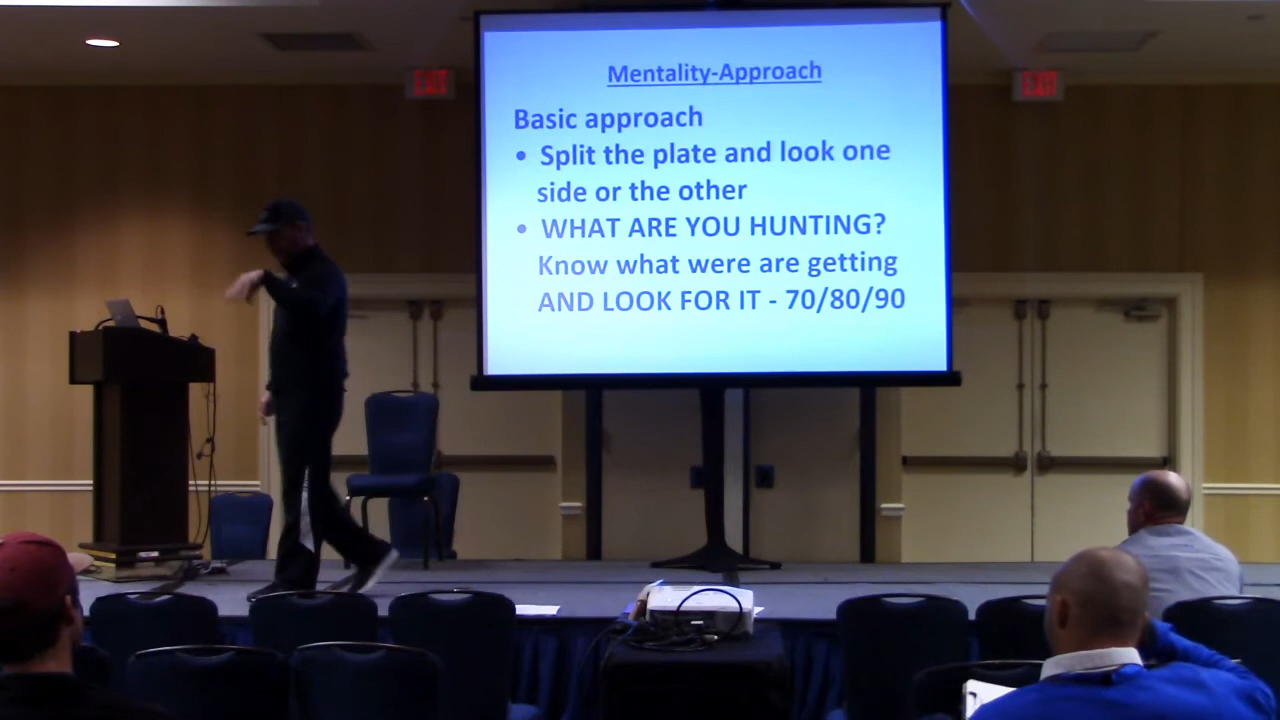 EXIT
EXIT
Mentality-Approach
Basic approach
• Split the plate and look one
side or the other
• WHAT ARE YOU HUNTING?
Know what were are getting
AND LOOK FOR IT - 70/80/90